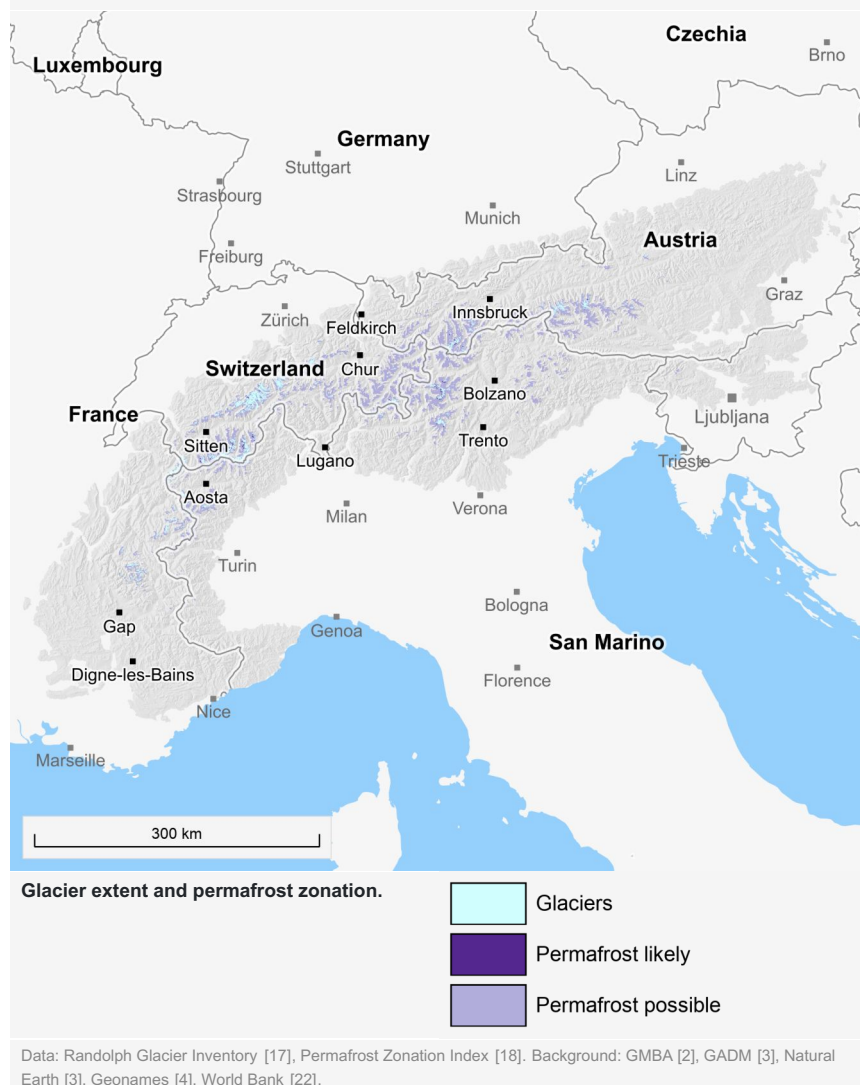 Czechia
Brno
Luxembourg
Germany
Stuttgart
Linz
Strasbourg
Munich
Austria
Freiburg
Graz
Innsbruck
Zürich
Feldkirch
Switzerland
Chur
Bolzano
France
Ljubljana
Sitten
Trento
Lugano
Trieste
Aosta
Milan
Verona
Turin
Bologna
Gap
Genoa
San Marino
Digne-les-Bains
Florence
Nice
Marseille
300 km
Glacier extent and permafrost zonation.
Glaciers
Permafrost likely
Permafrost possible
Data: Randolph Glacier Inventory [17], Permafrost Zonation Index [18]. Background: GMBA [2], GADM [3], Natural
Earth [3], Geonames [4], World Bank [22].